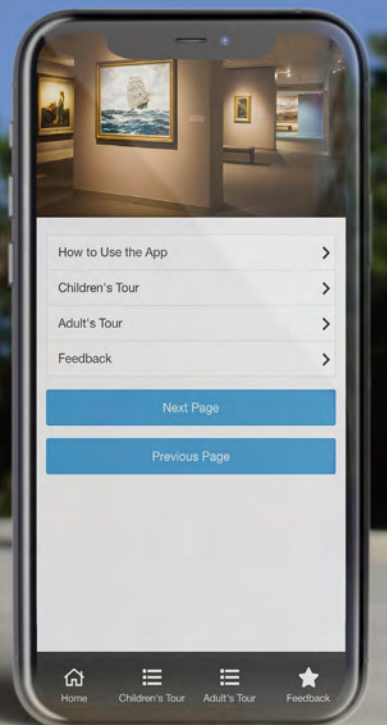 How to Use the App
Children's Tour
Adult's Tour
Feedback
Next Page
Previous Page
Home
Children's Tour
Adult's Tour
Feedback